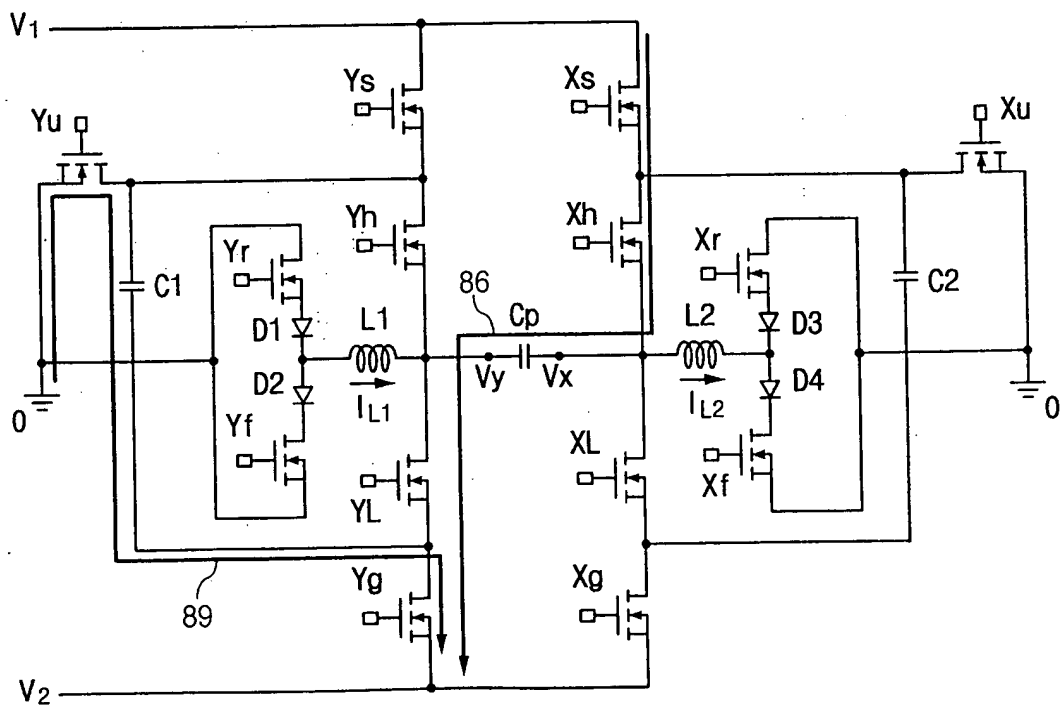 V1
Ys
Xs
Yu
Xu
Yh
Xh
Yr
Xr
C1
86
C2
D1
L1
Cp
L2
D3
D2
Vy
Vx
D4
IL1
IL2
0
0
Yf
XL
YL
Xf
Yg
Xg
89
V2